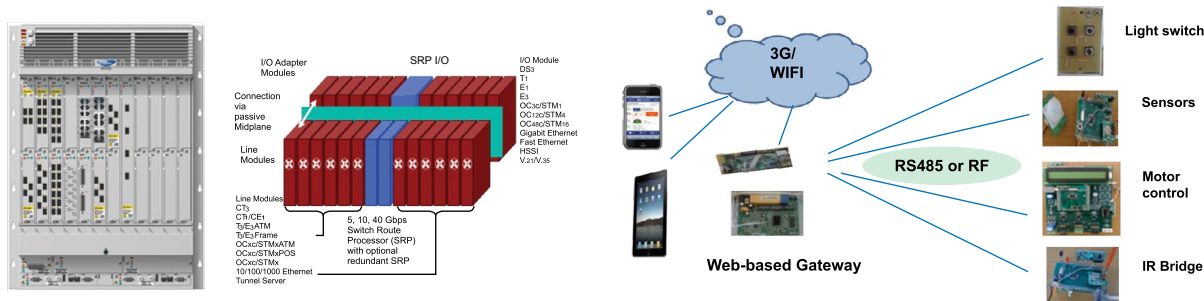 I/O Adapter
Modules
SRP I/O
Connection
via
passive
Midplane
Line
Modules
I/O Module
DS3
T1
E1
E3
OC3c/STM1
OC12c/STM4
OC48c/STM16
Gigabit Ethernet
Fast Ethernet
HSSI
V.21/V.35
Line Modules
CT3
CT1/CE1
T3/E3ATM
T3/E3Frame
OCxc/STMxATM
OCxc/STMxPOS
OCxc/STMx
10/100/1000 Ethernet
Tunnel Server
5, 10, 40 Gbps
Switch Route
Processor (SRP)
with optional
redundant SRP
3G/
WIFI
Web-based Gateway
RS485 or RF
Light switch
Sensors
Motor
control
IR Bridge